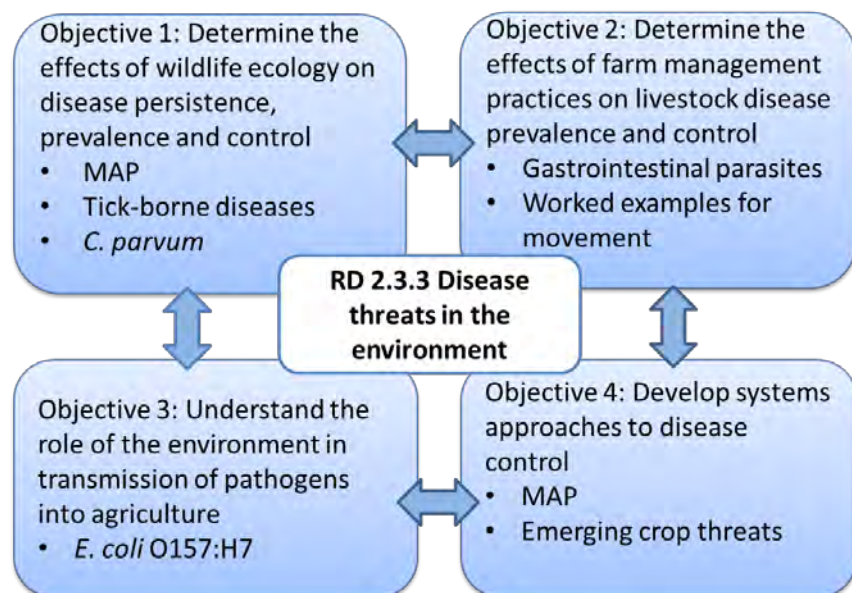 Objective 1: Determine the
effects of wildlife ecology on
disease persistence,
prevalence and control
• MAP
• Tick-borne diseases
• C. parvum
Objective 2: Determine the
effects of farm management
practices on livestock disease
prevalence and control
• Gastrointestinal parasites
• Worked examples for
movement
RD 2.3.3 Disease
threats in the
environment
Objective 3: Understand the
role of the environment in
transmission of pathogens
into agriculture
• E. coli O157:H7
Objective 4: Develop systems
approaches to disease
control
• MAP
• Emerging crop threats